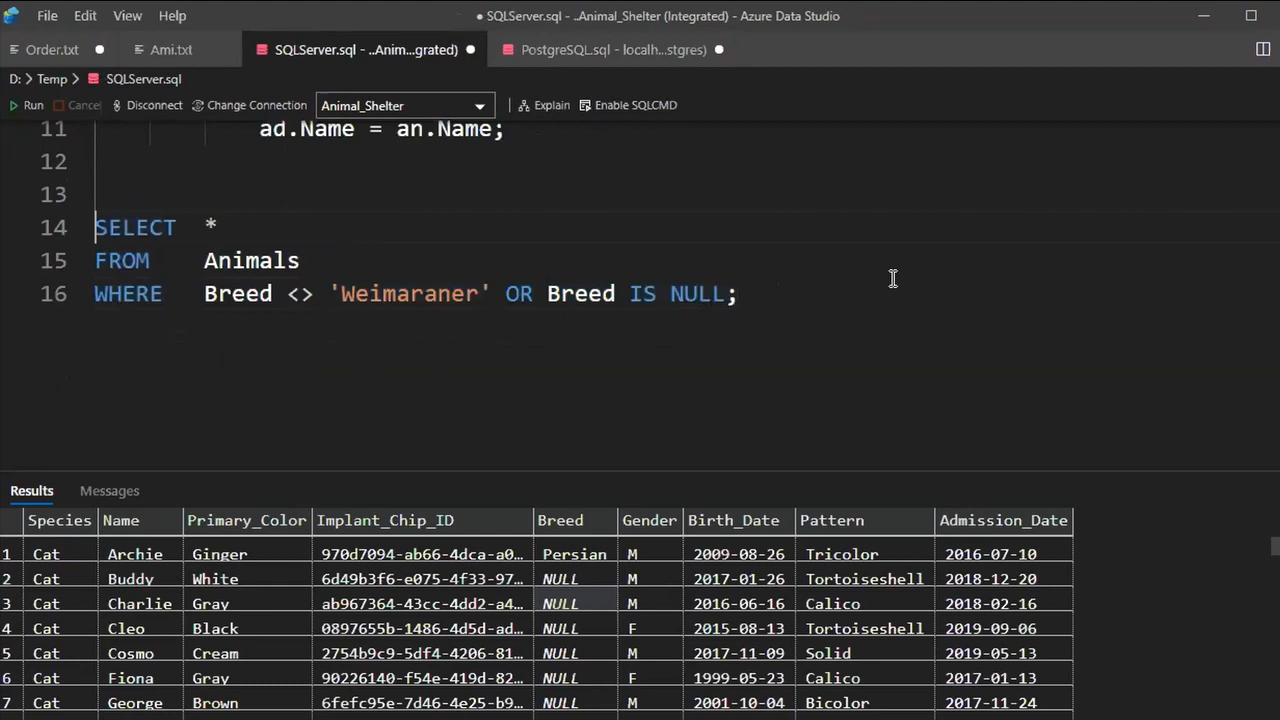 File Edit View Help ● SQLServer.sql - ..Animal_Shelter (Integrated) - Azure Data Studio
Order.txt Ami.txt SQLServer.sql - ..Anim...grated) PostgreSQL.sql - localh...stgres)
D: > Temp > SQLServer.sql
Run Cancel Disconnect Change Connection Animal_Shelter Explain Enable SQLCMD
11 ad.Name = an.Name;
12
13
14 SELECT *
15 FROM Animals
16 WHERE Breed <> 'Weimaraner' OR Breed IS NULL;
Results Messages
Species Name Primary_Color Implant_Chip_ID Breed Gender Birth_Date Pattern Admission_Date
1 Cat Archie Ginger 970d7094-ab66-4dca-a0... Persian M 2009-08-26 Tricolor 2016-07-10
2 Cat Buddy White 6d49b3f6-e075-4f33-97... NULL M 2017-01-26 Tortoiseshell 2018-12-20
3 Cat Charlie Gray ab967364-43cc-4dd2-a4... NULL M 2016-06-16 Calico 2018-02-16
4 Cat Cleo Black 0897655b-1486-4d5d-ad... NULL F 2015-08-13 Tortoiseshell 2019-09-06
5 Cat Cosmo Cream 2754b9c9-5df4-4206-81... NULL M 2017-11-09 Solid 2019-05-13
6 Cat Fiona Gray 90226140-f54e-419d-82... NULL F 1999-05-23 Calico 2017-01-13
7 Cat George Brown 6fefc95e-7d46-4e25-b9... NULL M 2001-10-04 Bicolor 2017-11-24